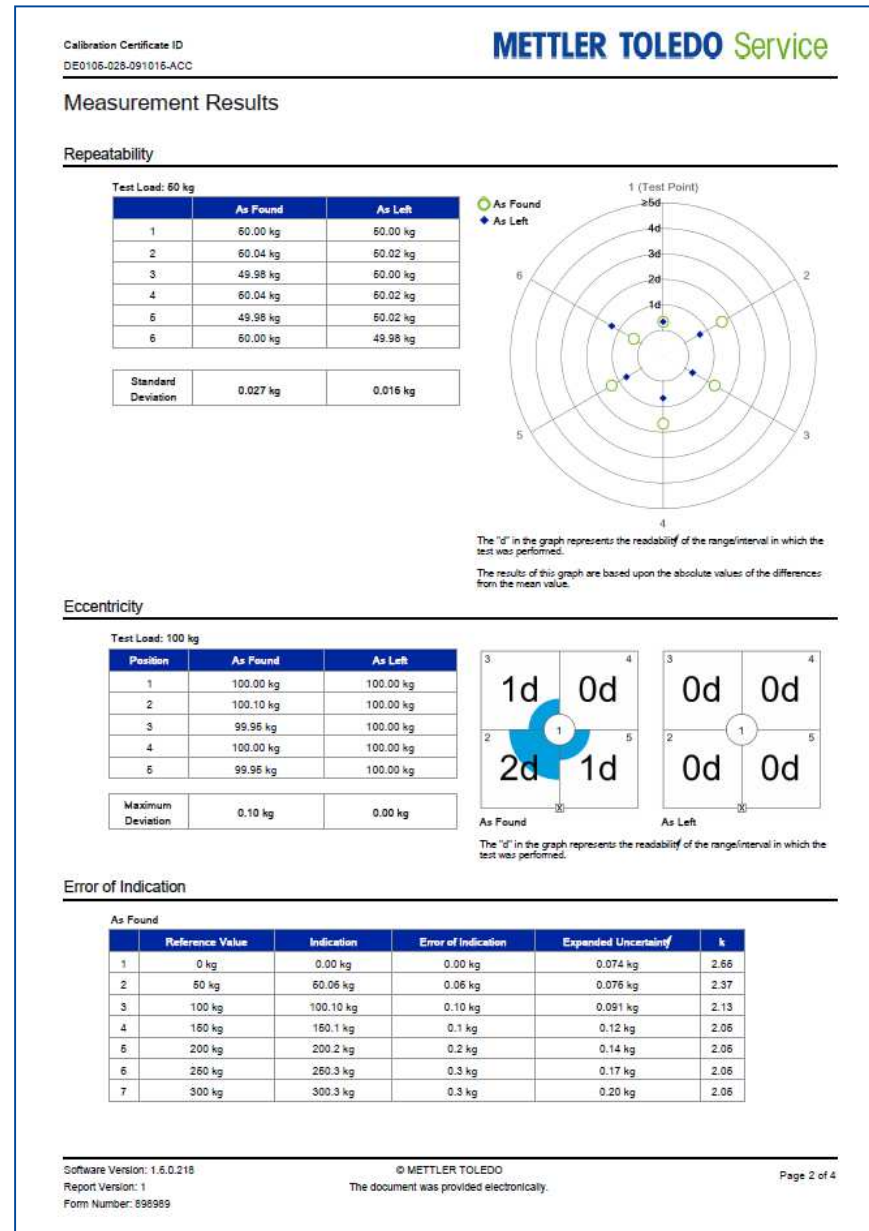 Calibration Certificate ID
DE0106-028-091016-ACC
METTLER TOLEDO Service
Measurement Results
Repeatability
Test Load: 50 kg
As Found As Left
1 50.00 kg 50.00 kg
2 50.04 kg 50.02 kg
3 49.98 kg 50.00 kg
4 50.04 kg 50.02 kg
5 49.98 kg 50.02 kg
6 50.00 kg 49.98 kg
Standard Deviation 0.027 kg 0.016 kg
As Found
As Left
1 (Test Point)
≥5d
4d
3d
2d
1d
6
2
5
3
4
The "d" in the graph represents the readability of the range/interval in which the
test was performed.
The results of this graph are based upon the absolute values of the differences
from the mean value.
Eccentricity
Test Load: 100 kg
Position As Found As Left
1 100.00 kg 100.00 kg
2 100.10 kg 100.00 kg
3 99.95 kg 100.00 kg
4 100.00 kg 100.00 kg
5 99.95 kg 100.00 kg
Maximum Deviation 0.10 kg 0.00 kg
3 4
1d 0d
2 1 5
2d 1d
As Found
3 4
0d 0d
2 1 5
0d 0d
As Left
The "d" in the graph represents the readability of the range/interval in which the
test was performed.
Error of Indication
As Found
Reference Value Indication Error of Indication Expanded Uncertainty k
1 0 kg 0.00 kg 0.00 kg 0.074 kg 2.65
2 50 kg 50.06 kg 0.06 kg 0.076 kg 2.37
3 100 kg 100.10 kg 0.10 kg 0.091 kg 2.13
4 150 kg 150.1 kg 0.1 kg 0.12 kg 2.05
5 200 kg 200.2 kg 0.2 kg 0.14 kg 2.05
6 250 kg 250.3 kg 0.3 kg 0.17 kg 2.05
7 300 kg 300.3 kg 0.3 kg 0.20 kg 2.05
Software Version: 1.5.0.218
Report Version: 1
Form Number: 898989
© METTLER TOLEDO
The document was provided electronically.
Page 2 of 4